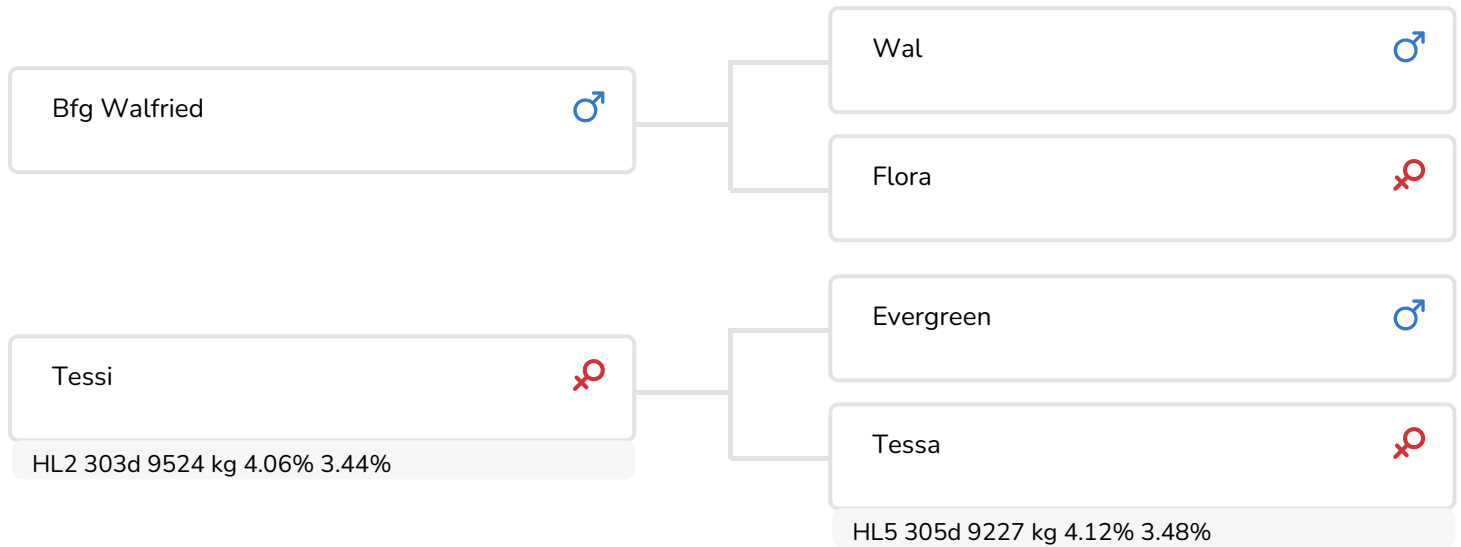 Bfg Walfried
Wal
Flora
Tessi
HL2 303d 9524 kg 4.06% 3.44%
Evergreen
Tessa
HL5 305d 9227 kg 4.12% 3.48%